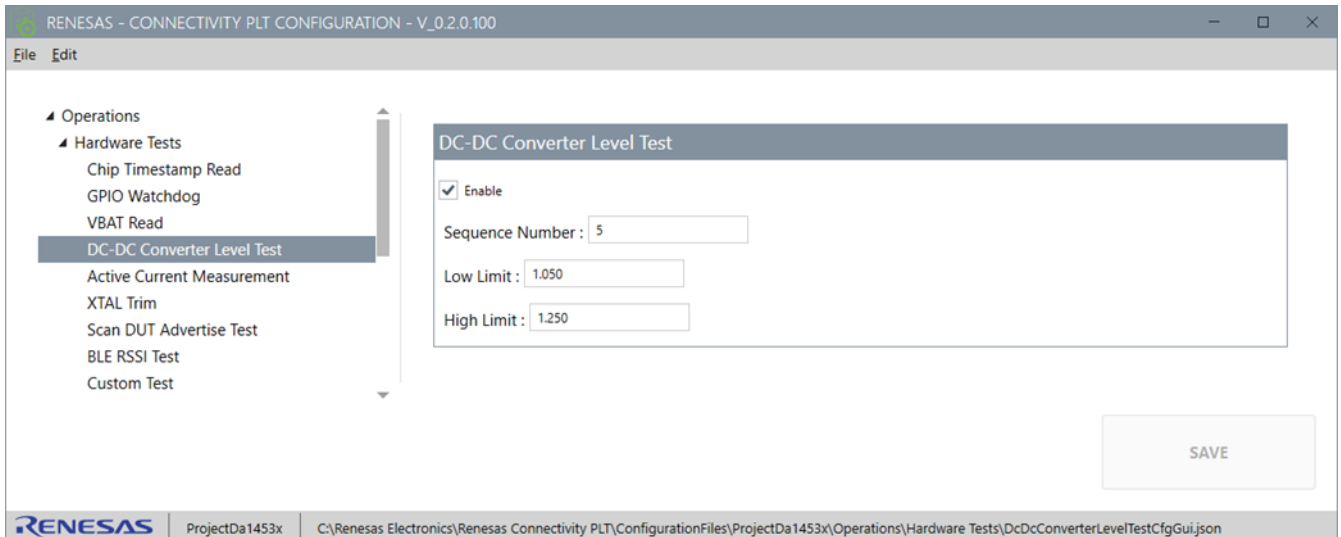 RENESAS - CONNECTIVITY PLT CONFIGURATION - V_0.2.0.100
File Edit
Operations
Hardware Tests
Chip Timestamp Read
GPIO Watchdog
VBAT Read
DC-DC Converter Level Test
Active Current Measurement
XTAL Trim
Scan DUT Advertise Test
BLE RSSI Test
Custom Test
DC-DC Converter Level Test
Enable
Sequence Number : 5
Low Limit : 1.050
High Limit : 1.250
SAVE
RENESAS ProjectDa1453x C:\Renesas Electronics\Renesas Connectivity PLT\ConfigurationFiles\ProjectDa1453x\Operations\Hardware Tests\DcDcConverterLevelTestCfgGui.json